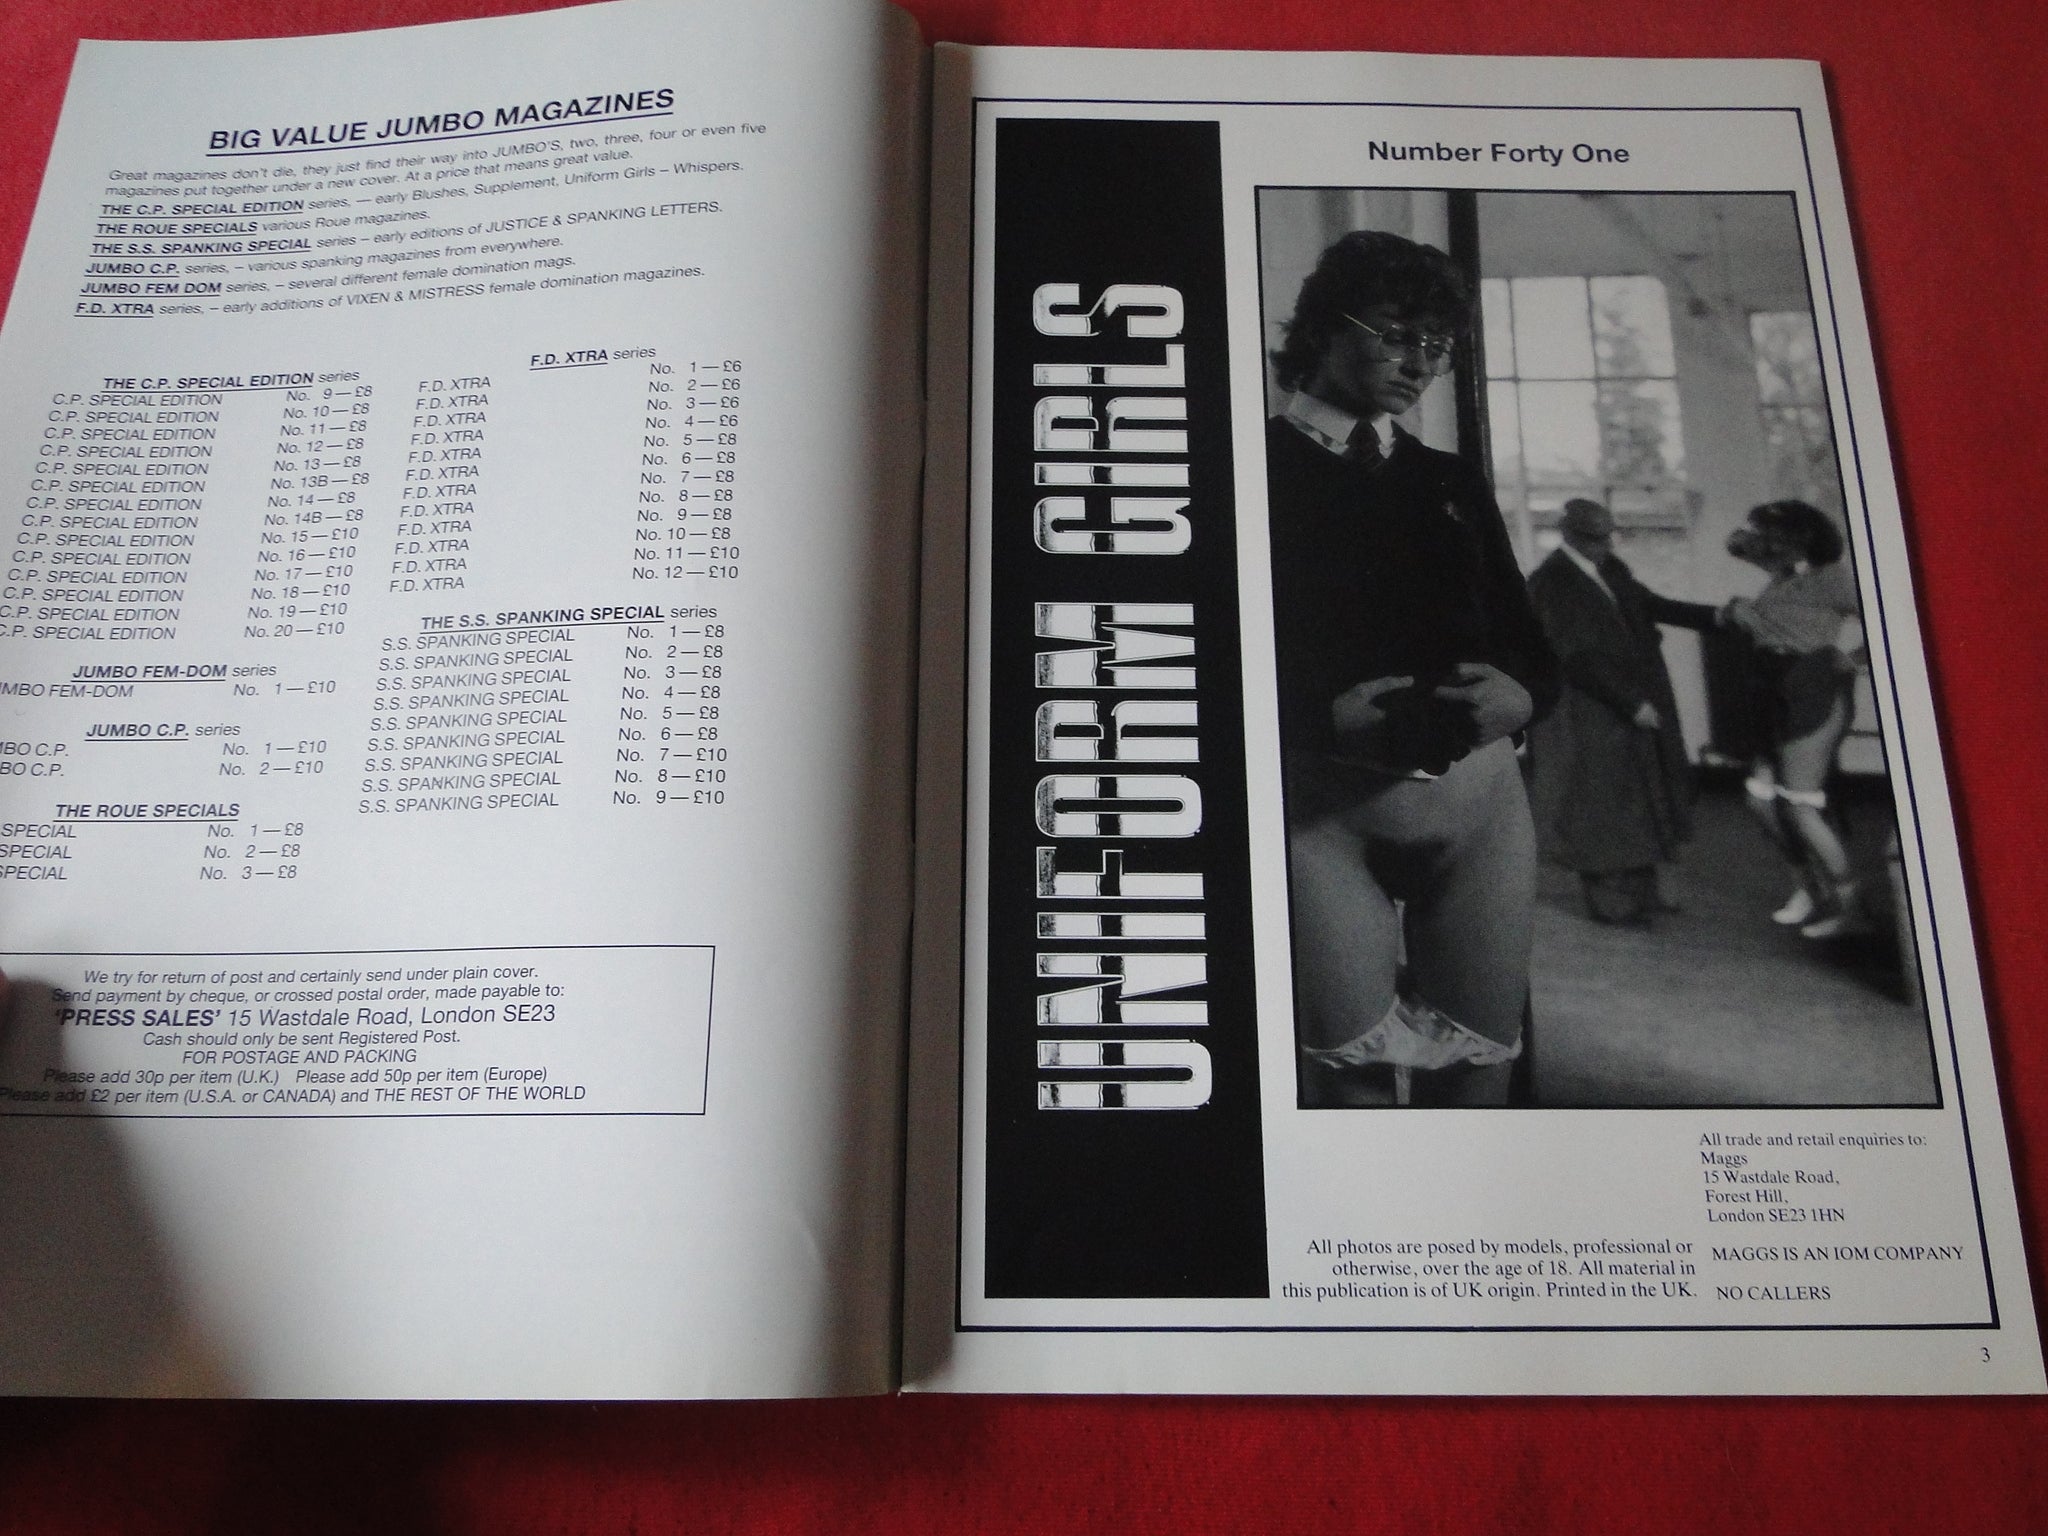 BIG VALUE JUMBO MAGAZINES
Great magazines don't die, they just find their way into JUMBO'S, two, three, four or even five
magazines put together under a new cover. At a price that means great value.
THE C.P. SPECIAL EDITION series, — early Blushes, Supplement, Uniform Girls – Whispers.
THE ROUE SPECIALS various Roue magazines.
THE S.S. SPANKING SPECIAL series – early editions of JUSTICE & SPANKING LETTERS.
JUMBO C.P. series, – various spanking magazines from everywhere.
JUMBO FEM DOM series, – several different female domination mags.
F.D. XTRA series, – early additions of VIXEN & MISTRESS female domination magazines.
THE C.P. SPECIAL EDITION series
C.P. SPECIAL EDITION No. 9 — £8
C.P. SPECIAL EDITION No. 10 — £8
C.P. SPECIAL EDITION No. 11 — £8
C.P. SPECIAL EDITION No. 12 — £8
C.P. SPECIAL EDITION No. 13 — £8
C.P. SPECIAL EDITION No. 13B — £8
C.P. SPECIAL EDITION No. 14 — £8
C.P. SPECIAL EDITION No. 14B — £8
C.P. SPECIAL EDITION No. 15 — £10
C.P. SPECIAL EDITION No. 16 — £10
C.P. SPECIAL EDITION No. 17 — £10
C.P. SPECIAL EDITION No. 18 — £10
C.P. SPECIAL EDITION No. 19 — £10
C.P. SPECIAL EDITION No. 20 — £10
JUMBO FEM-DOM series
MBO FEM-DOM No. 1 — £10
JUMBO C.P. series
MBO C.P. No. 1 — £10
BO C.P. No. 2 — £10
THE ROUE SPECIALS
SPECIAL No. 1 — £8
SPECIAL No. 2 — £8
SPECIAL No. 3 — £8
F.D. XTRA series
F.D. XTRA No. 1 — £6
F.D. XTRA No. 2 — £6
F.D. XTRA No. 3 — £6
F.D. XTRA No. 4 — £6
F.D. XTRA No. 5 — £8
F.D. XTRA No. 6 — £8
F.D. XTRA No. 7 — £8
F.D. XTRA No. 8 — £8
F.D. XTRA No. 9 — £8
F.D. XTRA No. 10 — £8
F.D. XTRA No. 11 — £10
F.D. XTRA No. 12 — £10
THE S.S. SPANKING SPECIAL series
S.S. SPANKING SPECIAL No. 1 — £8
S.S. SPANKING SPECIAL No. 2 — £8
S.S. SPANKING SPECIAL No. 3 — £8
S.S. SPANKING SPECIAL No. 4 — £8
S.S. SPANKING SPECIAL No. 5 — £8
S.S. SPANKING SPECIAL No. 6 — £8
S.S. SPANKING SPECIAL No. 7 — £10
S.S. SPANKING SPECIAL No. 8 — £10
S.S. SPANKING SPECIAL No. 9 — £10
We try for return of post and certainly send under plain cover.
Send payment by cheque, or crossed postal order, made payable to:
'PRESS SALES' 15 Wastdale Road, London SE23
Cash should only be sent Registered Post.
FOR POSTAGE AND PACKING
Please add 30p per item (U.K.) Please add 50p per item (Europe)
Please add £2 per item (U.S.A. or CANADA) and THE REST OF THE WORLD
UNIFORM GIRLS
Number Forty One
All trade and retail enquiries to:
Maggs
15 Wastdale Road,
Forest Hill,
London SE23 1HN
All photos are posed by models, professional or
otherwise, over the age of 18. All material in
this publication is of UK origin. Printed in the UK.
MAGGS IS AN IOM COMPANY
NO CALLERS
3